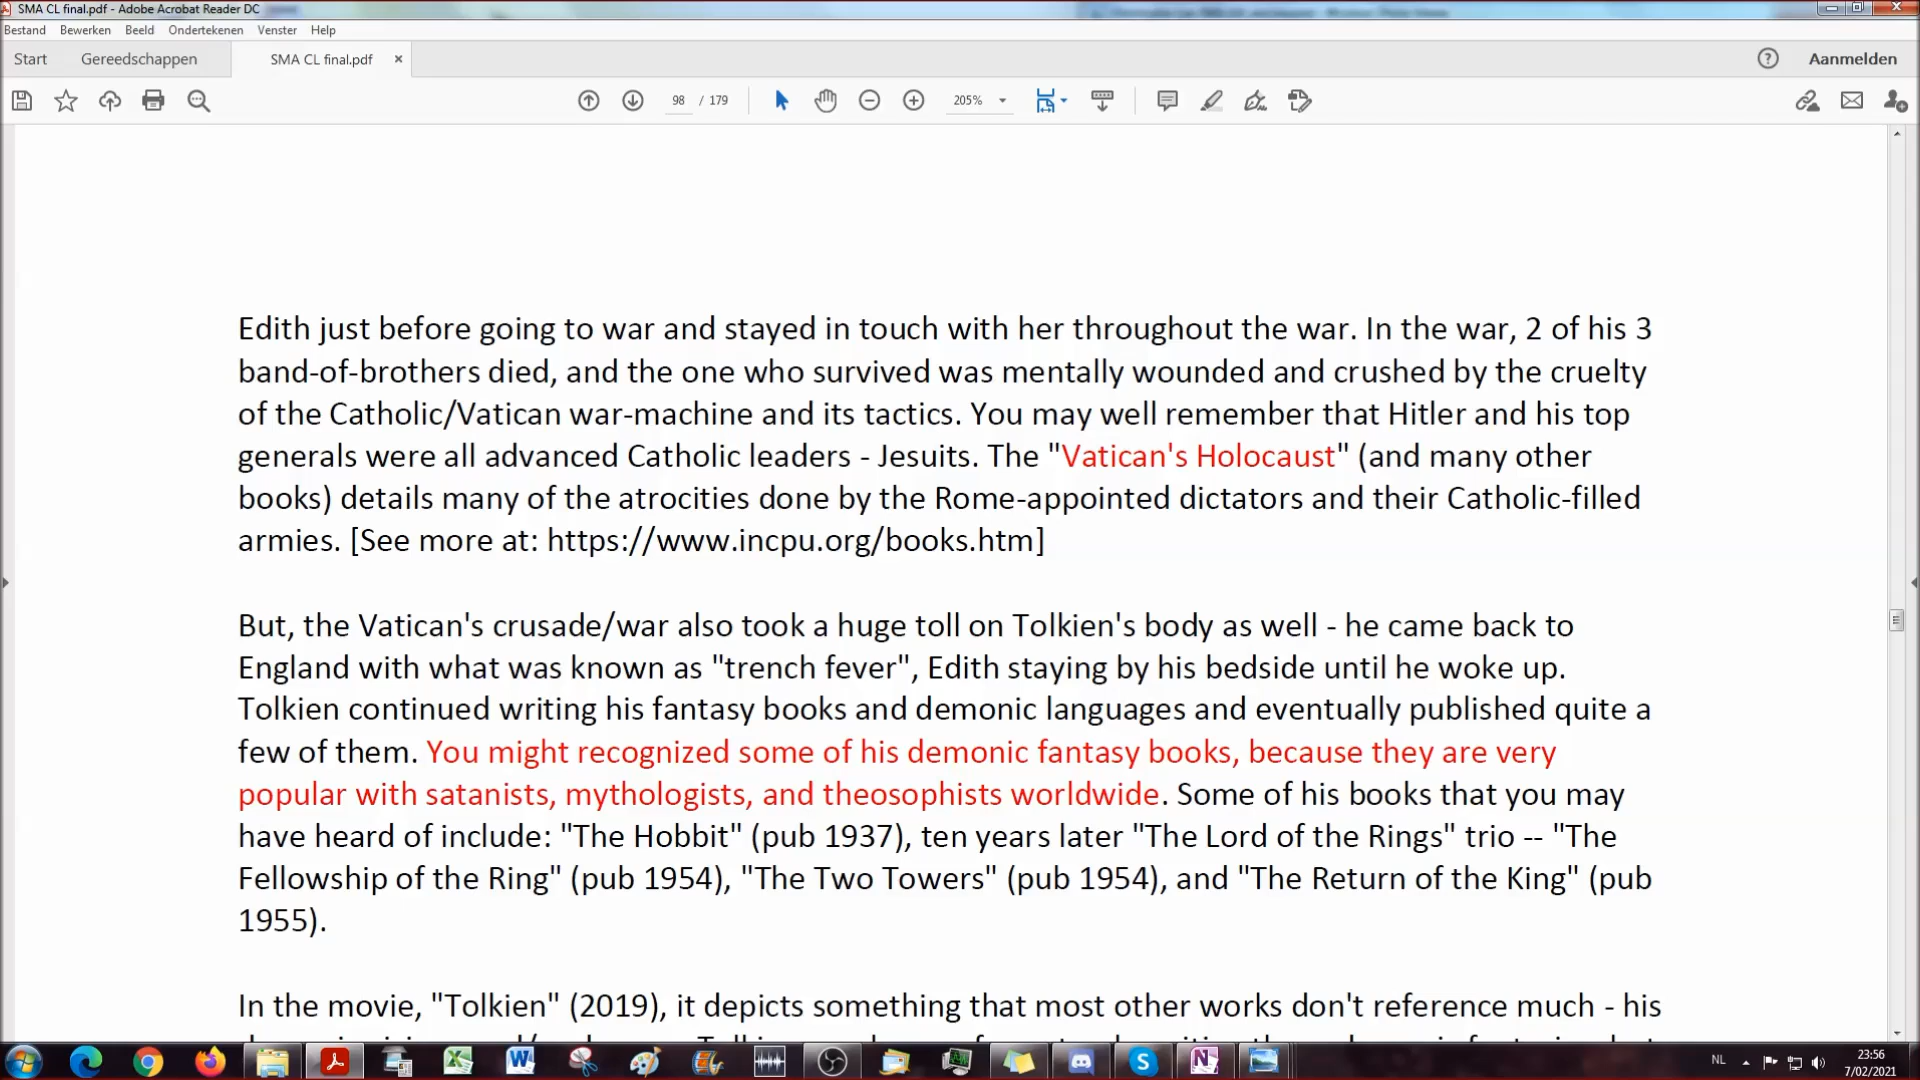 SMA CL final.pdf - Adobe Acrobat Reader DC
Bestand Bewerken Beeld Ondertekenen Venster Help
Start Gereedschappen SMA CL final.pdf Aanmelden
98 / 179 205%
Edith just before going to war and stayed in touch with her throughout the war. In the war, 2 of his 3
band-of-brothers died, and the one who survived was mentally wounded and crushed by the cruelty
of the Catholic/Vatican war-machine and its tactics. You may well remember that Hitler and his top
generals were all advanced Catholic leaders - Jesuits. The "Vatican's Holocaust" (and many other
books) details many of the atrocities done by the Rome-appointed dictators and their Catholic-filled
armies. [See more at: https://www.incpu.org/books.htm]
But, the Vatican's crusade/war also took a huge toll on Tolkien's body as well - he came back to
England with what was known as "trench fever", Edith staying by his bedside until he woke up.
Tolkien continued writing his fantasy books and demonic languages and eventually published quite a
few of them. You might recognized some of his demonic fantasy books, because they are very
popular with satanists, mythologists, and theosophists worldwide. Some of his books that you may
have heard of include: "The Hobbit" (pub 1937), ten years later "The Lord of the Rings" trio -- "The
Fellowship of the Ring" (pub 1954), "The Two Towers" (pub 1954), and "The Return of the King" (pub
1955).
In the movie, "Tolkien" (2019), it depicts something that most other works don't reference much - his
NL
23:56
7/02/2021